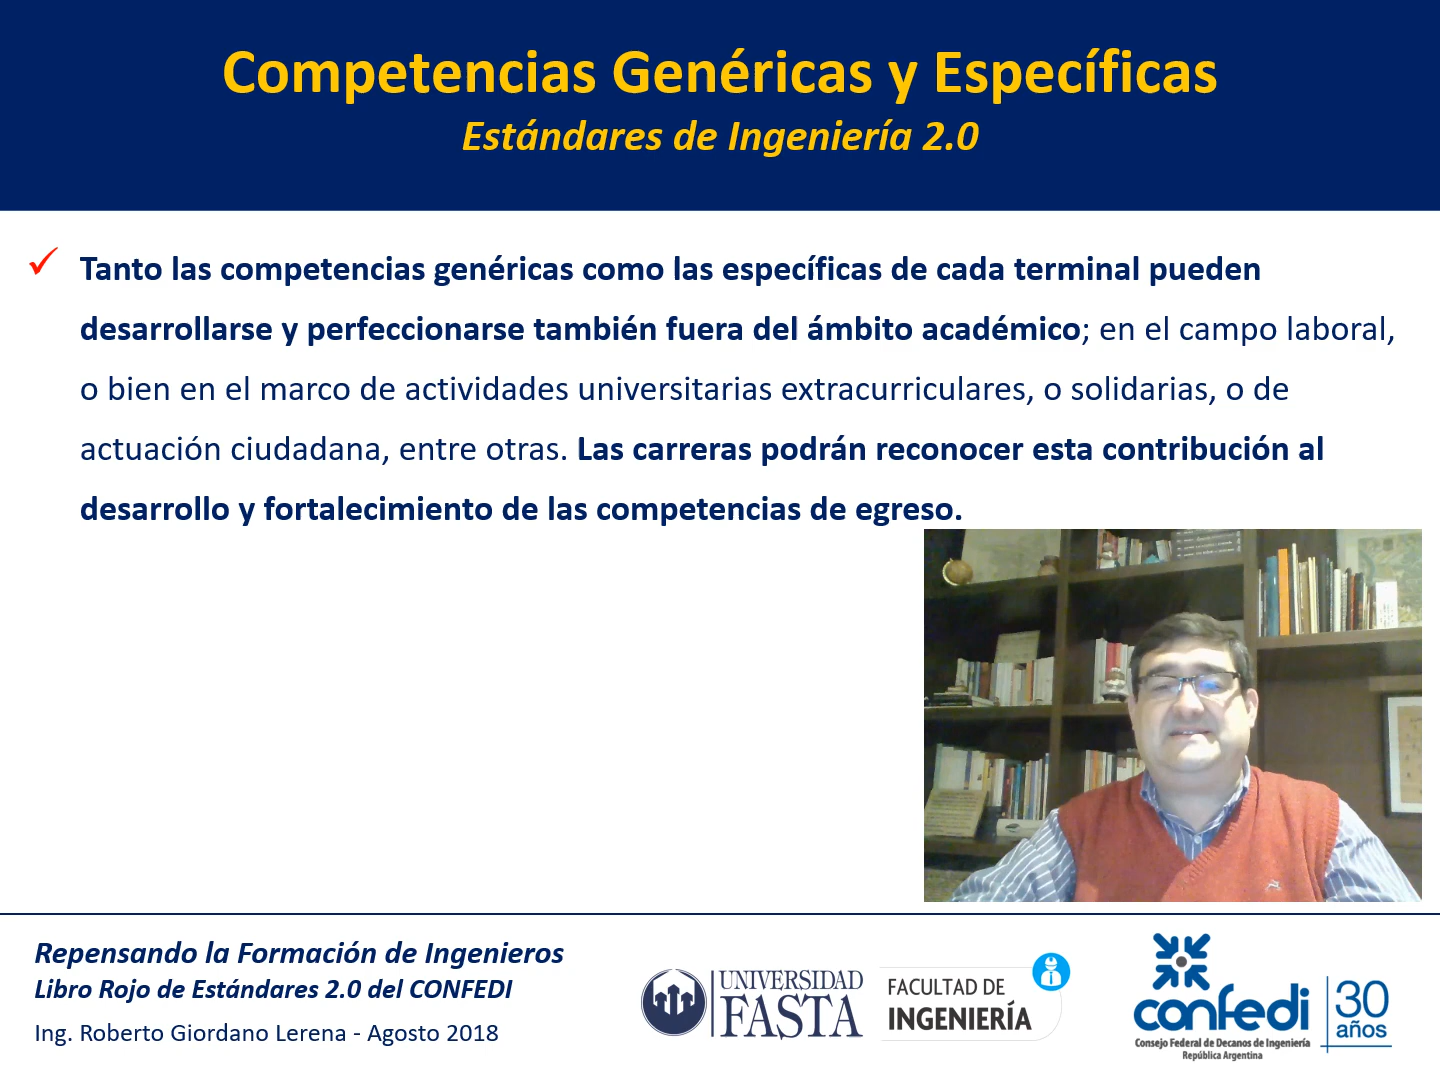 Competencias Genéricas y Específicas
Estándares de Ingeniería 2.0
Tanto las competencias genéricas como las específicas de cada terminal pueden
desarrollarse y perfeccionarse también fuera del ámbito académico; en el campo laboral,
o bien en el marco de actividades universitarias extracurriculares, o solidarias, o de
actuación ciudadana, entre otras. Las carreras podrán reconocer esta contribución al
desarrollo y fortalecimiento de las competencias de egreso.
Repensando la Formación de Ingenieros
Libro Rojo de Estándares 2.0 del CONFEDI
Ing. Roberto Giordano Lerena - Agosto 2018
UNIVERSIDAD
FASTA
FACULTAD DE
INGENIERÍA
confedi
Consejo Federal de Decanos de Ingeniería
República Argentina
30
años